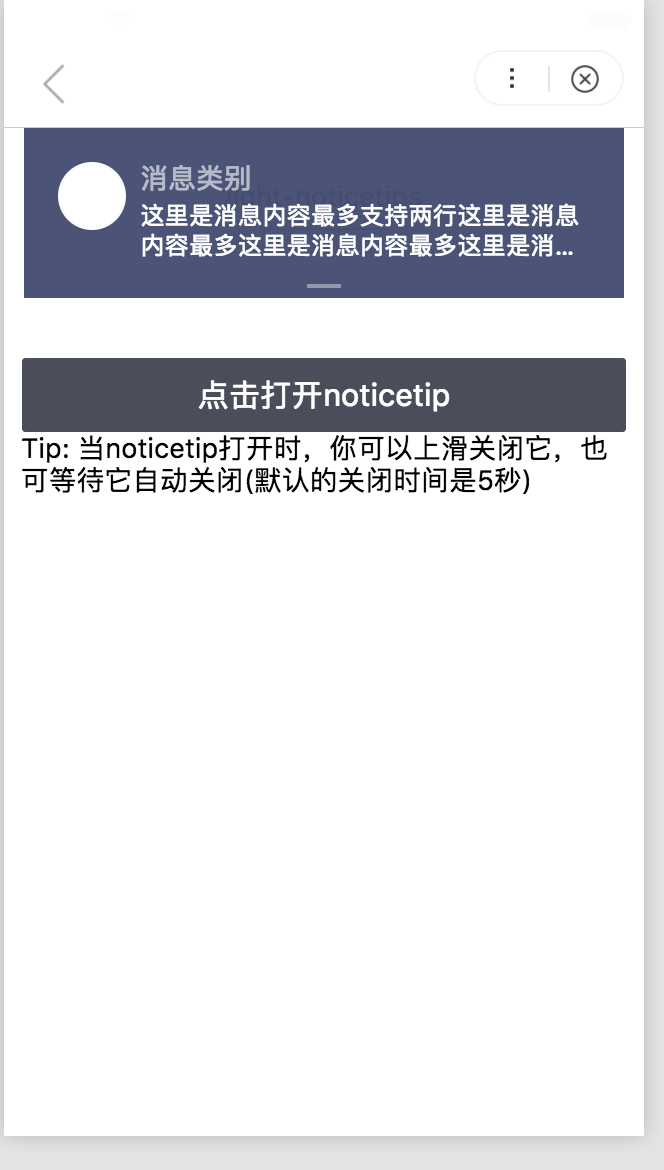 消息类别
light-noticetips
这里是消息内容最多支持两行这里是消息
内容最多这里是消息内容最多这里是消...
点击打开noticetip
Tip: 当noticetip打开时，你可以上滑关闭它，也
可等待它自动关闭(默认的关闭时间是5秒)